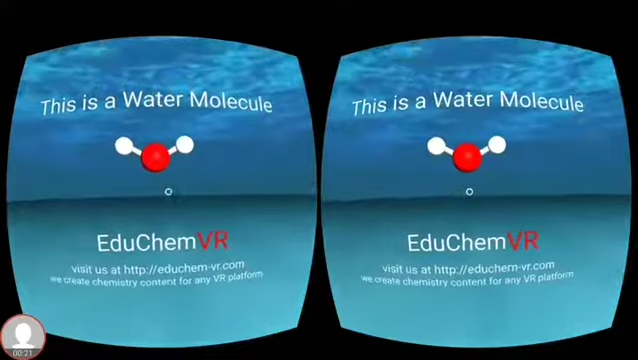 This is a Water Molecule
EduChemVR
visit us at http://educhem-vr.com
we create chemistry content for any VR platform
This is a Water Molecule
EduChemVR
visit us at http://educhem-vr.com
we create chemistry content for any VR platform
00:21